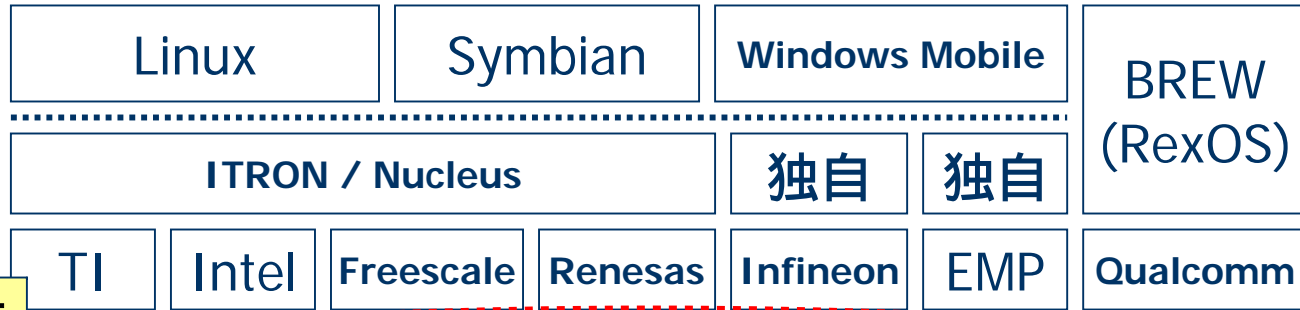 Linux Symbian Windows Mobile
BREW
(RexOS)
ITRON / Nucleus 独自 独自
TI Intel Freescale Renesas Infineon EMP Qualcomm